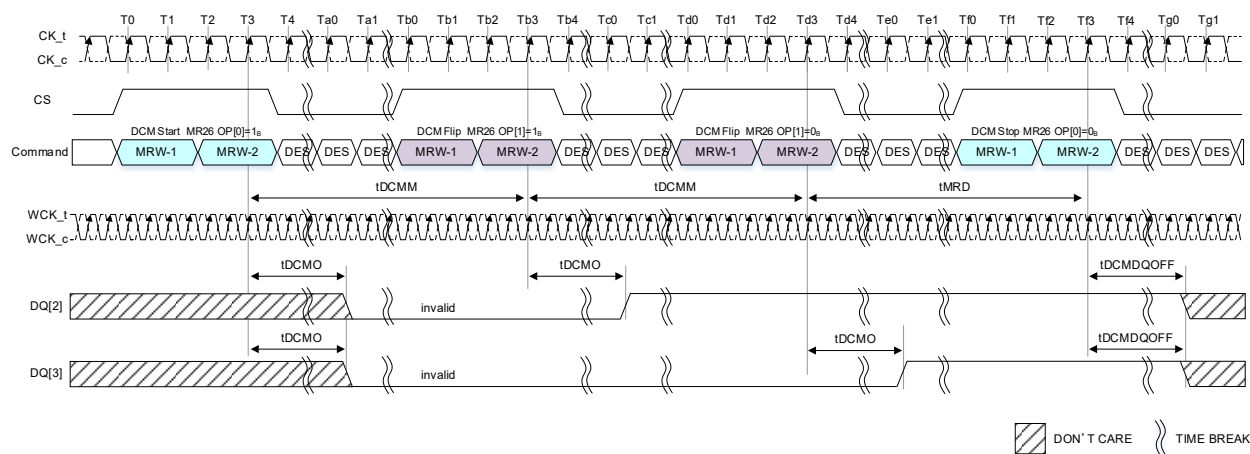 T0 T1 T2 T3 T4 Ta0 Ta1 Tb0 Tb1 Tb2 Tb3 Tb4 Tc0 Tc1 Td0 Td1 Td2 Td3 Td4 Te0 Te1 Tf0 Tf1 Tf2 Tf3 Tf4 Tg0 Tg1
CK_t
CK_c
CS
DCM Start MR26 OP[0]=1B DCM Flip MR26 OP[1]=1B DCM Flip MR26 OP[1]=0B DCM Stop MR26 OP[0]=0B
Command MRW-1 MRW-2 DES DES DES MRW-1 MRW-2 DES DES DES MRW-1 MRW-2 DES DES DES MRW-1 MRW-2 DES DES DES
tDCMM tDCMM tMRD
WCK_t
WCK_c
tDCMO tDCMO tDCMDQOFF
DQ[2] invalid
tDCMO tDCMO tDCMDQOFF
DQ[3] invalid
DON'T CARE TIME BREAK